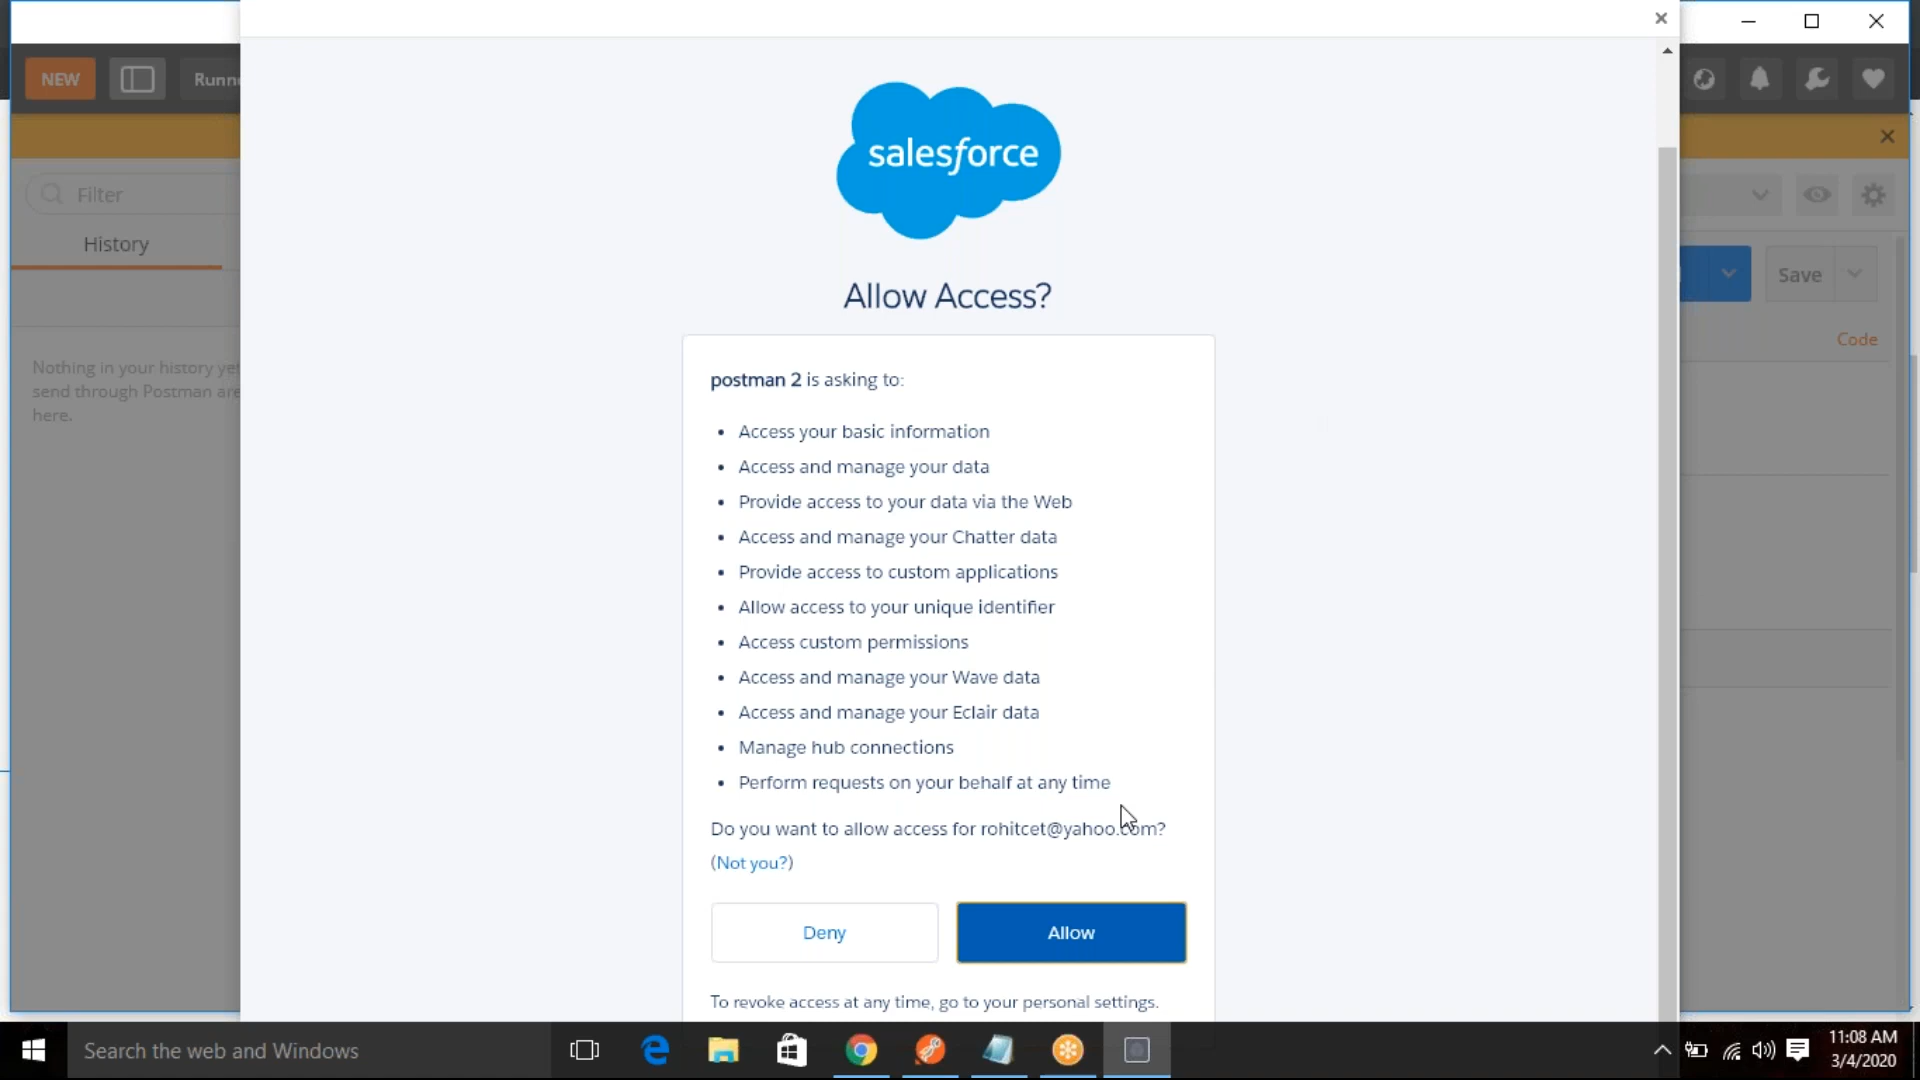 NEW
Runne
Filter
History
Nothing in your history yet
send through Postman are
here.
salesforce
Allow Access?
postman 2 is asking to:
• Access your basic information
• Access and manage your data
• Provide access to your data via the Web
• Access and manage your Chatter data
• Provide access to custom applications
• Allow access to your unique identifier
• Access custom permissions
• Access and manage your Wave data
• Access and manage your Eclair data
• Manage hub connections
• Perform requests on your behalf at any time
Do you want to allow access for rohitcet@yahoo.com?
(Not you?)
Deny
Allow
To revoke access at any time, go to your personal settings.
Save
Code
Search the web and Windows
11:08 AM
3/4/2020